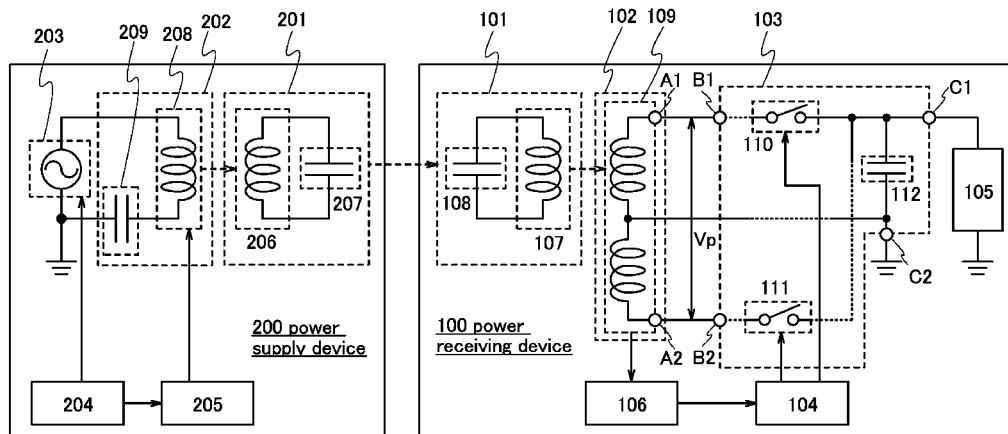 203
209
208
202
201
101
102
109
103
A1
B1
C1
110
112
105
207
206
108
107
Vp
C2
111
200 power
supply device
100 power
receiving device
A2
B2
204
205
106
104